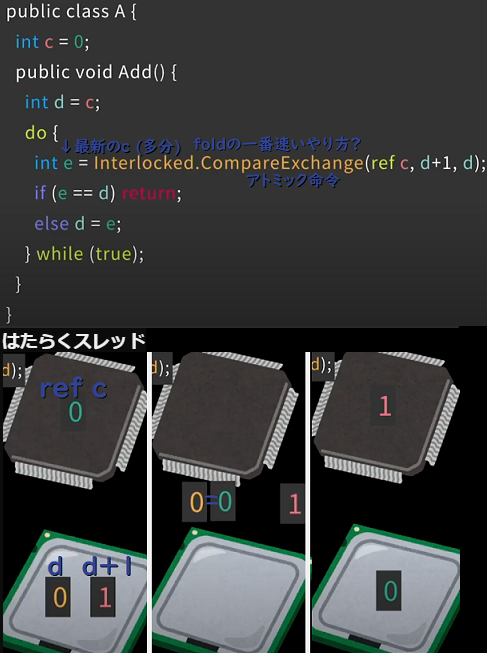 public class A {
int c = 0;
public void Add() {
int d = c;
do {
↓最新のc (多分) foldの一番速いやり方?
int e = Interlocked.CompareExchange(ref c, d+1, d);
アトミック命令
if (e == d) return;
else d = e;
} while (true);
}
}
はたらくスレッド
d);
ref c
0
d d+1
0 1
d);
0=0 1
d);
1
0